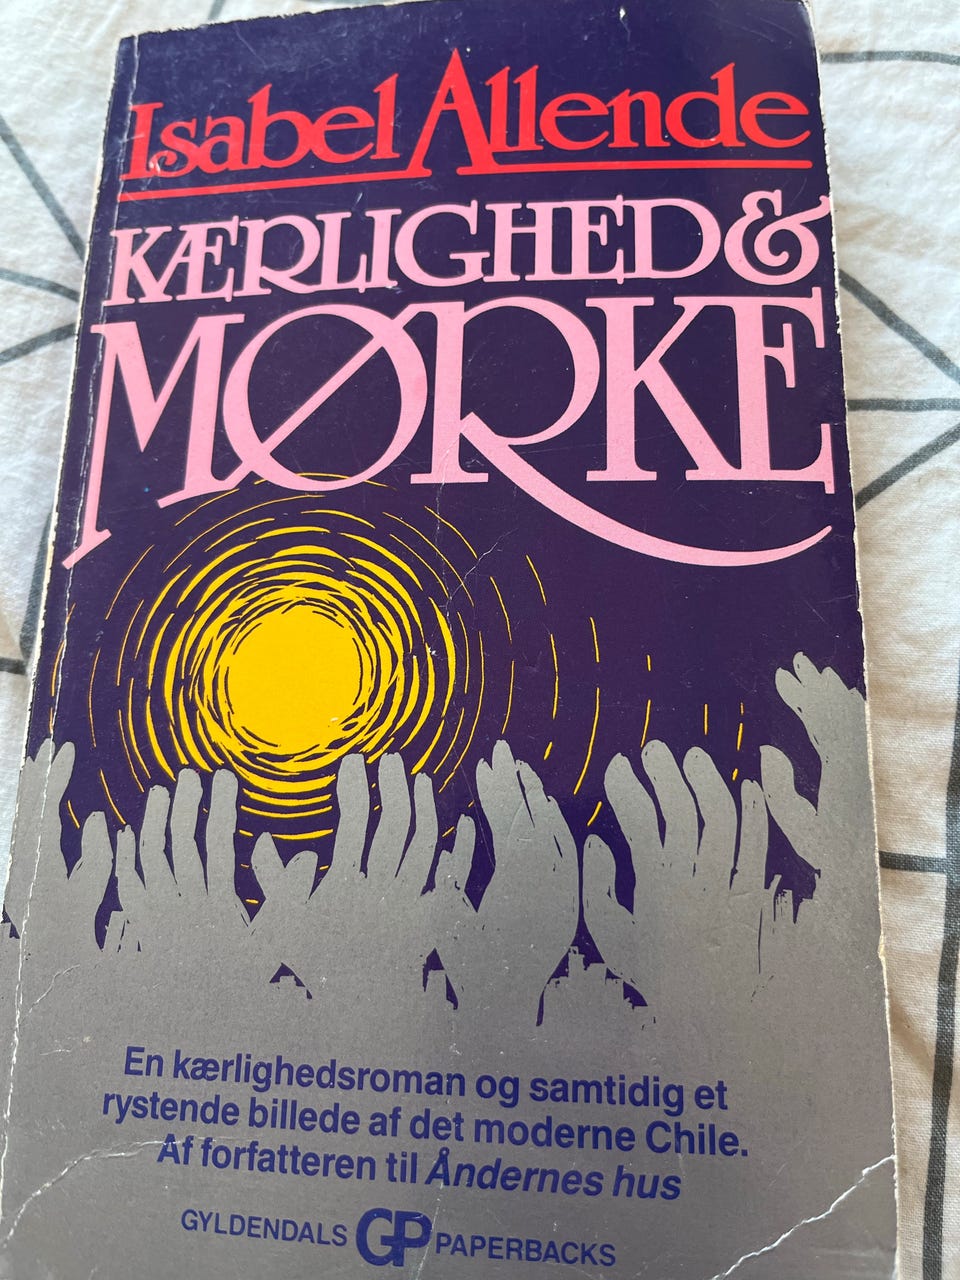 Isabel Allende
KÆRLIGHED &
MØRKE
En kærlighedsroman og samtidig et
rystende billede af det moderne Chile.
Af forfatteren til Åndernes hus
GYLDENDALS GP PAPERBACKS